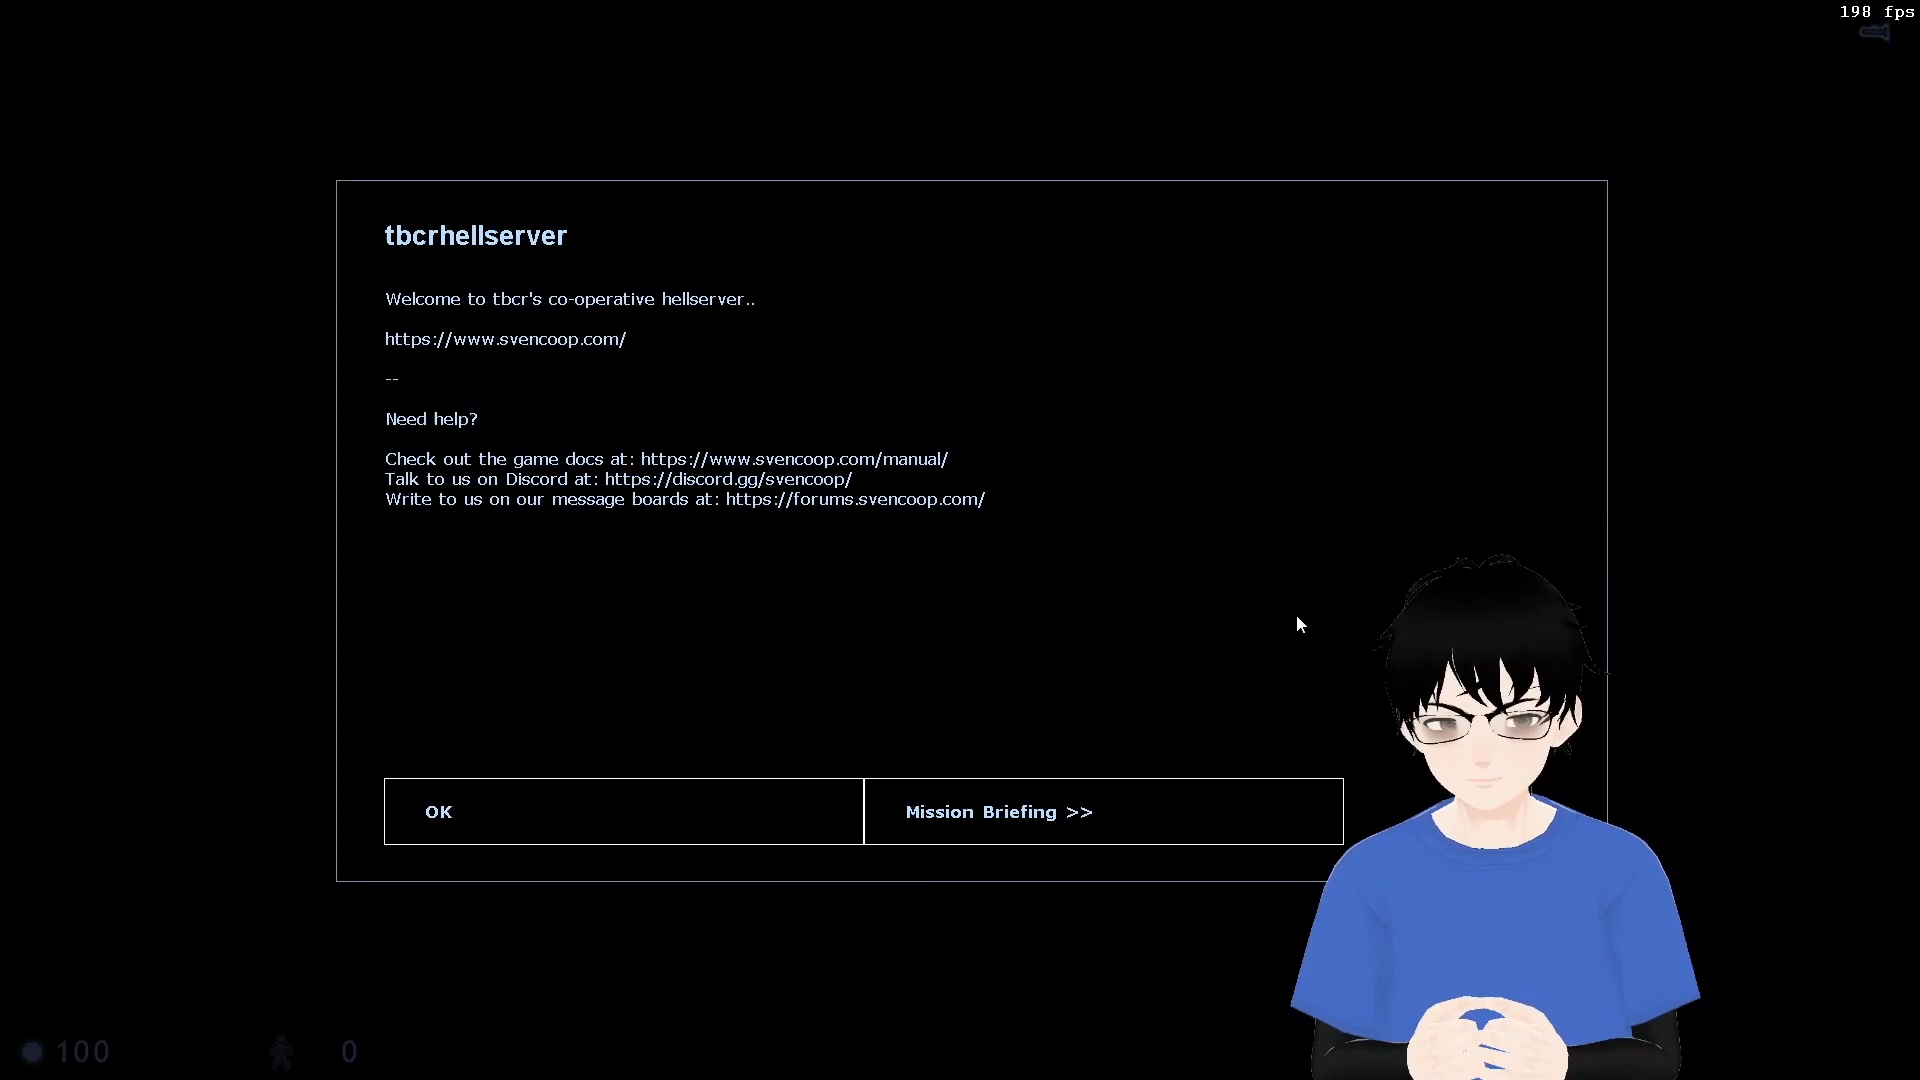 198 fps
tbcrhellserver
Welcome to tbcr's co-operative hellserver..
https://www.svencoop.com/
--
Need help?
Check out the game docs at: https://www.svencoop.com/manual/
Talk to us on Discord at: https://discord.gg/svencoop/
Write to us on our message boards at: https://forums.svencoop.com/
OK
Mission Briefing >>
100
0